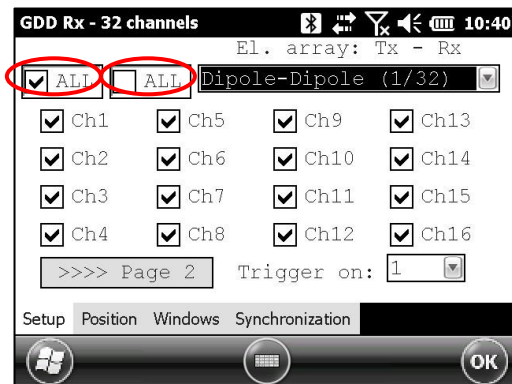 GDD Rx - 32 channels 10:40
El. array: Tx - Rx
ALL ALL Dipole-Dipole (1/32)
Ch1 Ch5 Ch9 Ch13
Ch2 Ch6 Ch10 Ch14
Ch3 Ch7 Ch11 Ch15
Ch4 Ch8 Ch12 Ch16
>>>> Page 2 Trigger on: 1
Setup Position Windows Synchronization
OK